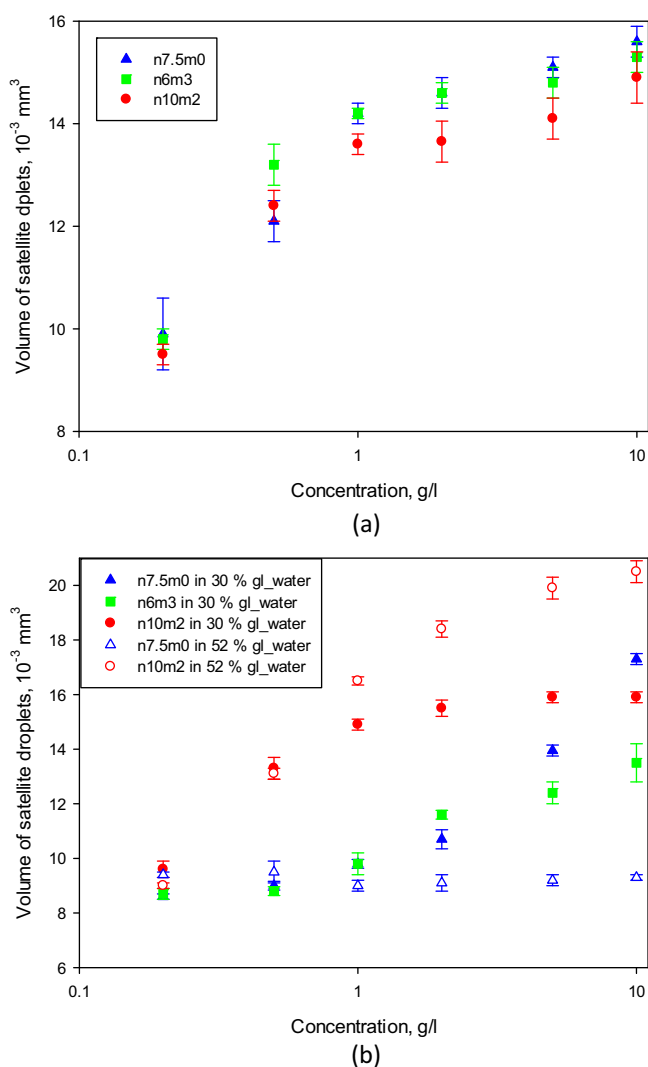 16
14
12
10
8
Volume of satellite dplets, 10⁻³ mm³
n7.5m0
n6m3
n10m2
0.1
1
10
Concentration, g/l
(a)
20
18
16
14
12
10
8
6
Volume of satellite droplets, 10⁻³ mm³
n7.5m0 in 30 % gl_water
n6m3 in 30 % gl_water
n10m2 in 30 % gl_water
n7.5m0 in 52 % gl_water
n10m2 in 52 % gl_water
0.1
1
10
Concentration, g/l
(b)